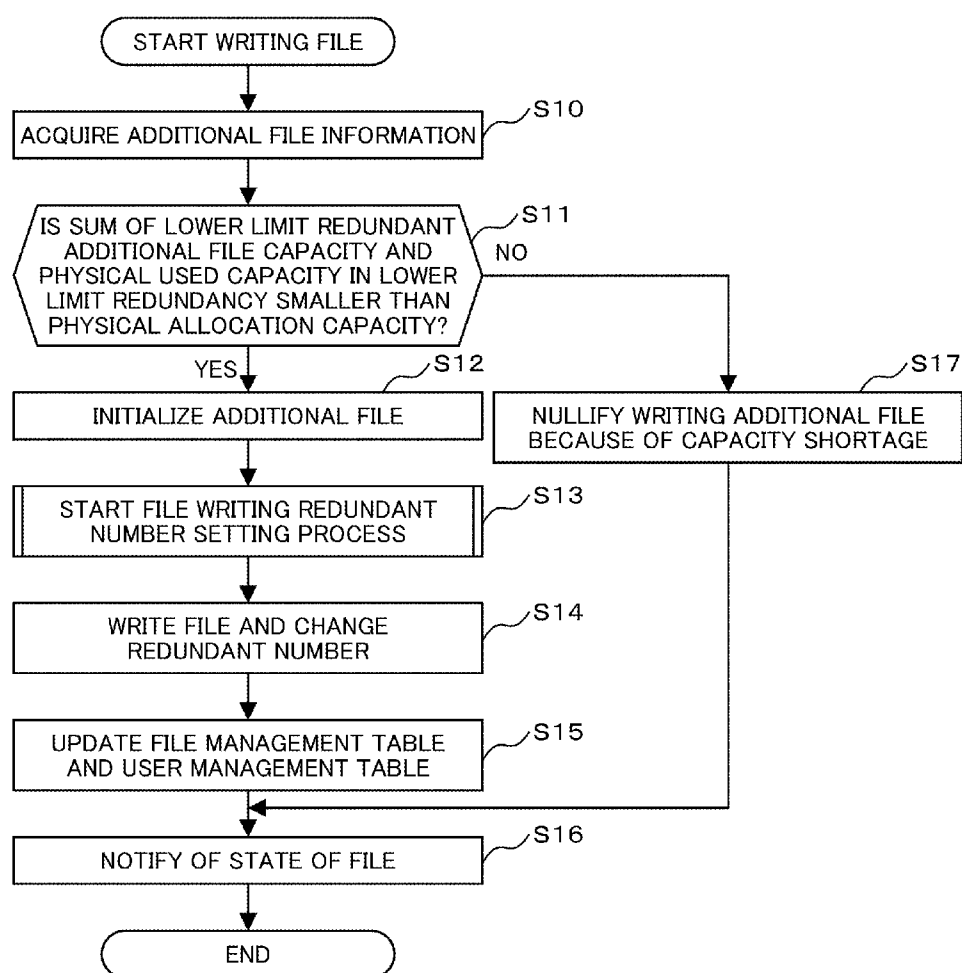 START WRITING FILE
S10
ACQUIRE ADDITIONAL FILE INFORMATION
S11
IS SUM OF LOWER LIMIT REDUNDANT
ADDITIONAL FILE CAPACITY AND
PHYSICAL USED CAPACITY IN LOWER
LIMIT REDUNDANCY SMALLER THAN
PHYSICAL ALLOCATION CAPACITY?
NO
YES
S12
INITIALIZE ADDITIONAL FILE
S17
NULLIFY WRITING ADDITIONAL FILE
BECAUSE OF CAPACITY SHORTAGE
S13
START FILE WRITING REDUNDANT
NUMBER SETTING PROCESS
S14
WRITE FILE AND CHANGE
REDUNDANT NUMBER
S15
UPDATE FILE MANAGEMENT TABLE
AND USER MANAGEMENT TABLE
S16
NOTIFY OF STATE OF FILE
END